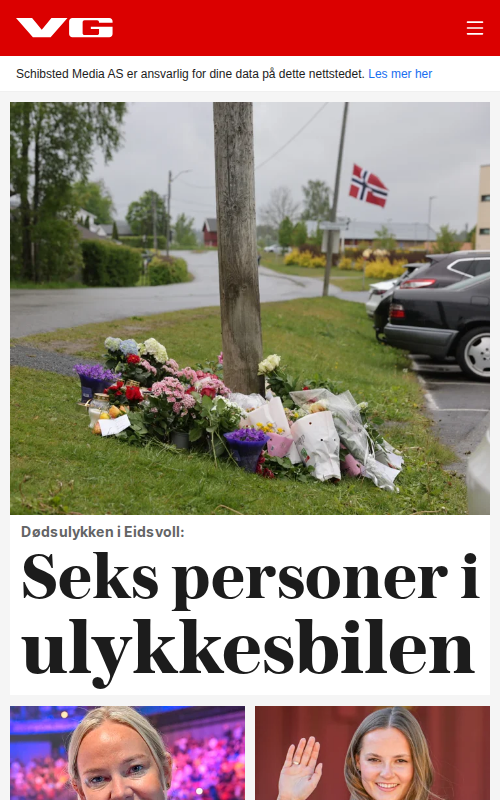 VG
Schibsted Media AS er ansvarlig for dine data på dette nettstedet. Les mer her
Dødsulykken i Eidsvoll:
Seks personer i
ulykkesbilen